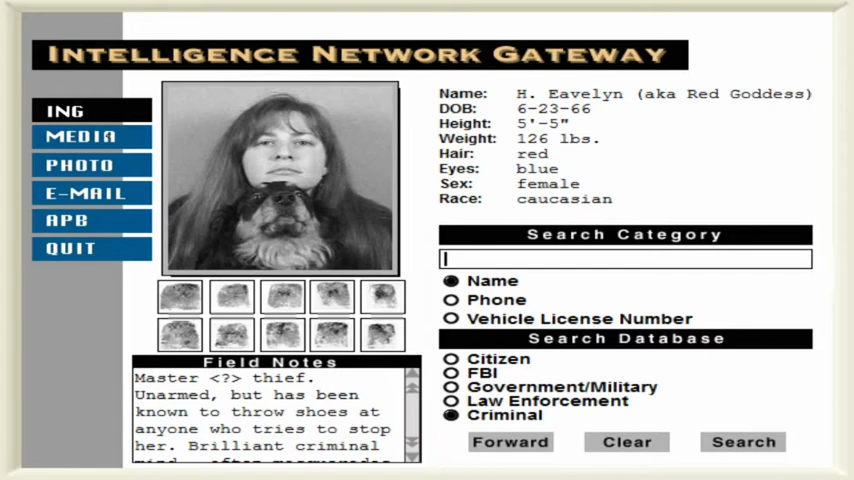 INTELLIGENCE NETWORK GATEWAY
ING
MEDIA
PHOTO
E-MAIL
APB
QUIT
Name: H. Eavelyn (aka Red Goddess)
DOB: 6-23-66
Height: 5'-5"
Weight: 126 lbs.
Hair: red
Eyes: blue
Sex: female
Race: caucasian
Search Category
Name
Phone
Vehicle License Number
Search Database
Citizen
FBI
Government/Military
Law Enforcement
Criminal
Forward Clear Search
Field Notes
Master <?> thief.
Unarmed, but has been
known to throw shoes at
anyone who tries to stop
her. Brilliant criminal